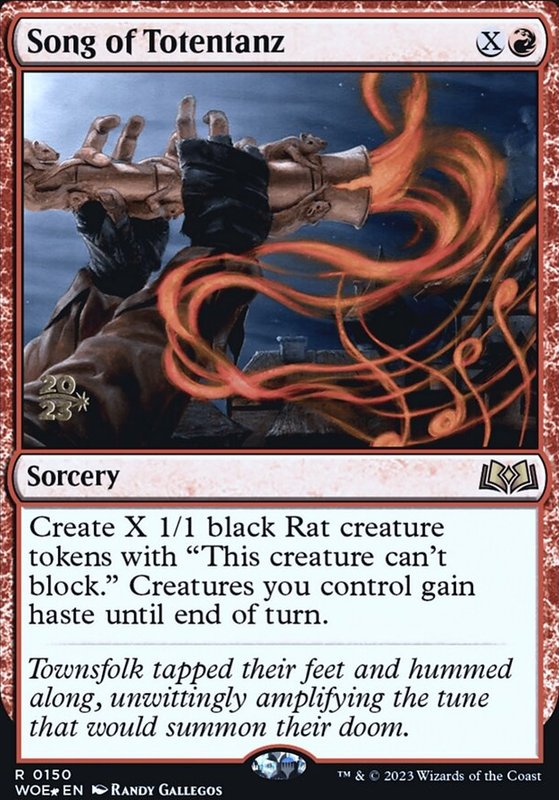 Song of Totentanz
X
20
23
Sorcery
Create X 1/1 black Rat creature
tokens with “This creature can’t
block.” Creatures you control gain
haste until end of turn.
Townsfolk tapped their feet and hummed
along, unwittingly amplifying the tune
that would summon their doom.
R 0150
WOE★EN Randy Gallegos
™ & © 2023 Wizards of the Coast